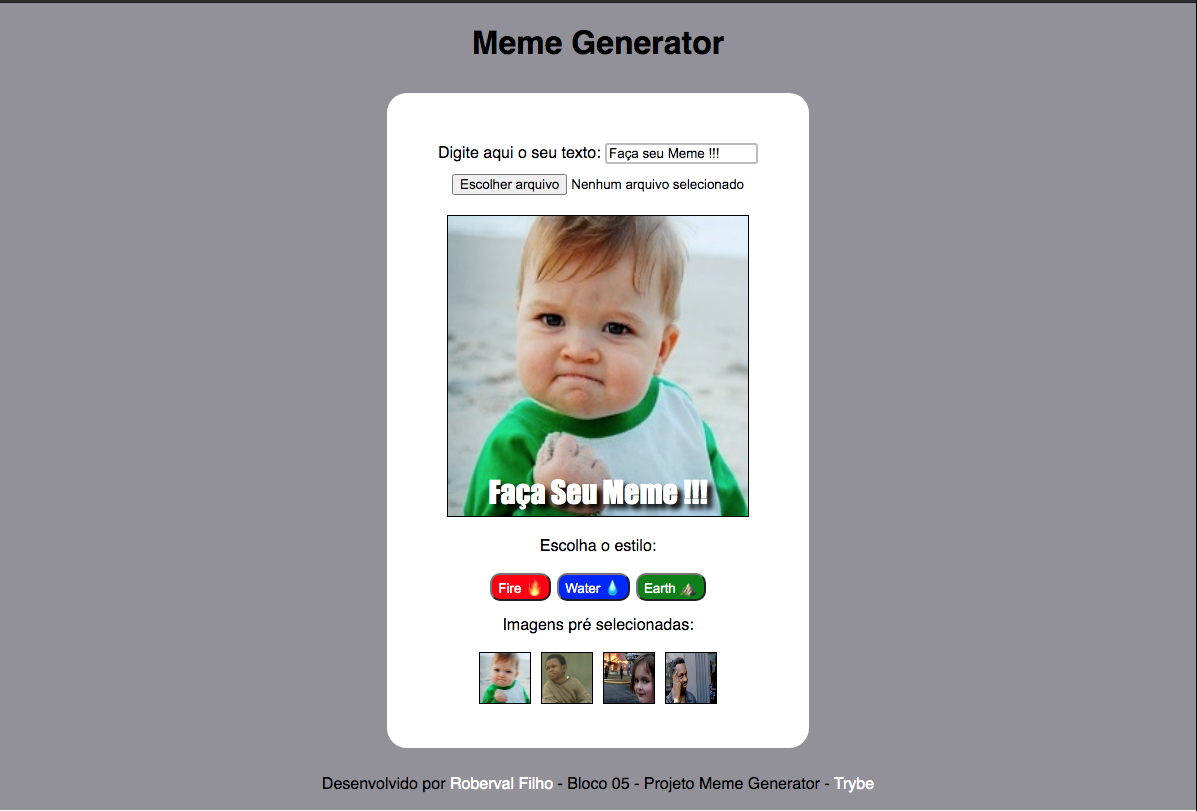 Meme Generator
Digite aqui o seu texto: Faça seu Meme !!!
Escolher arquivo Nenhum arquivo selecionado
Faça Seu Meme !!!
Escolha o estilo:
Fire 🔥 Water 💧 Earth ⛰️
Imagens pré selecionadas:
Desenvolvido por Roberval Filho - Bloco 05 - Projeto Meme Generator - Trybe